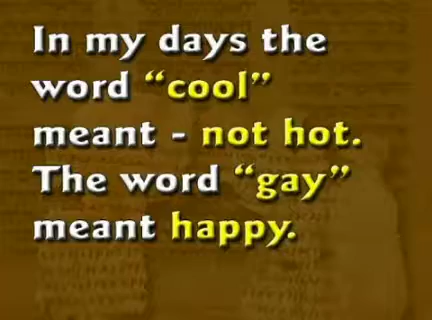 In my days the
word “cool”
meant - not hot.
The word “gay”
meant happy.